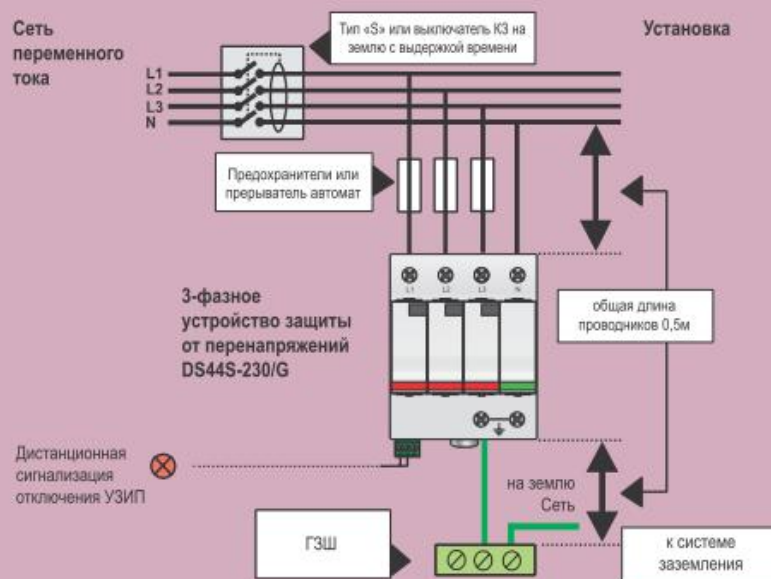 Сеть
переменного
тока
Тип «S» или выключатель КЗ на
землю с выдержкой времени
Установка
L1
L2
L3
N
Предохранители или
прерыватель автомат
L1 L2 L3 N
3-фазное
устройство защиты
от перенапряжений
DS44S-230/G
общая длина
проводников 0,5м
Дистанционная
сигнализация
отключения УЗИП
на землю
Сеть
ГЗШ
к системе
заземления